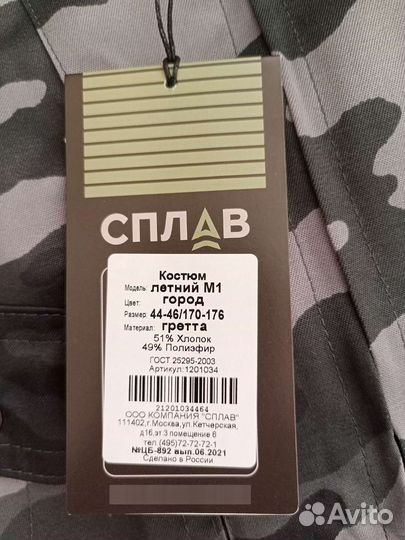 СПЛАВ
Костюм
Модель: летний М1
Цвет: город
Размер: 44-46/170-176
Материал: гретта
51% Хлопок
49% Полиэфир
ГОСТ 25295-2003
Артикул:1201034
21201034464
ООО КОМПАНИЯ "СПЛАВ"
111402,г.Москва,ул.Кетчерская,
д.16,эт 3 помещение 6
тел.(495)72-72-72-1
№ЦБ-892 вып.06.2021
Сделано в России
Avito